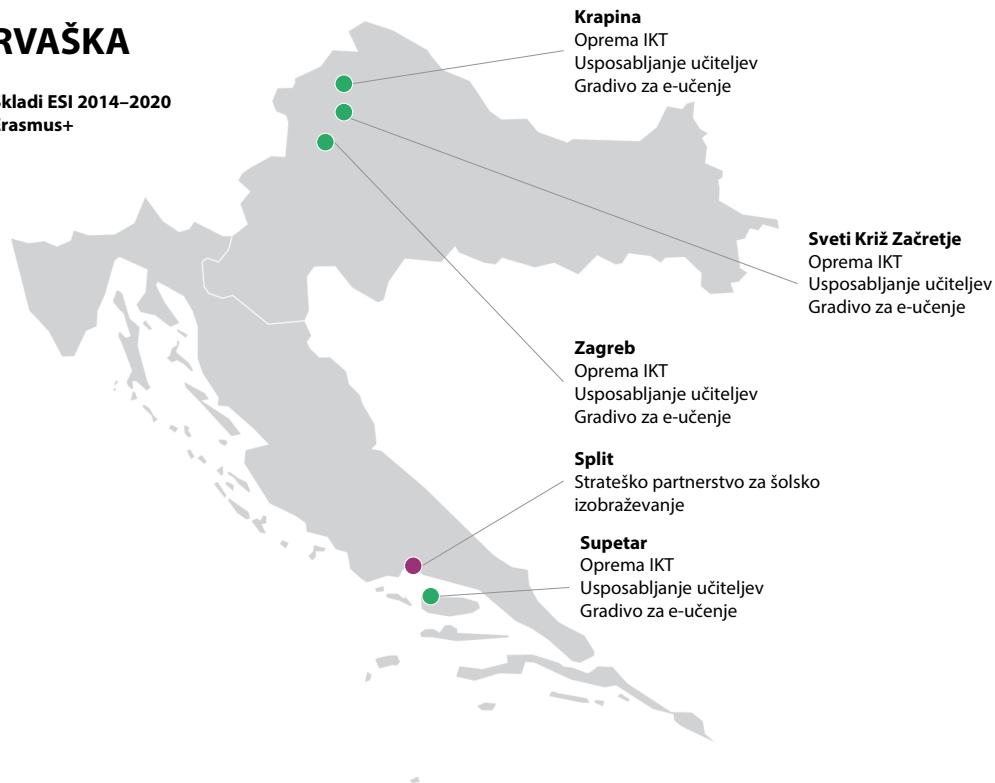 RVAŠKA
skladi ESI 2014–2020
Erasmus+
Krapina
Oprema IKT
Usposabljanje učiteljev
Gradivo za e-učenje
Sveti Križ Začretje
Oprema IKT
Usposabljanje učiteljev
Gradivo za e-učenje
Zagreb
Oprema IKT
Usposabljanje učiteljev
Gradivo za e-učenje
Split
Strateško partnerstvo za šolsko
izobraževanje
Supetar
Oprema IKT
Usposabljanje učiteljev
Gradivo za e-učenje